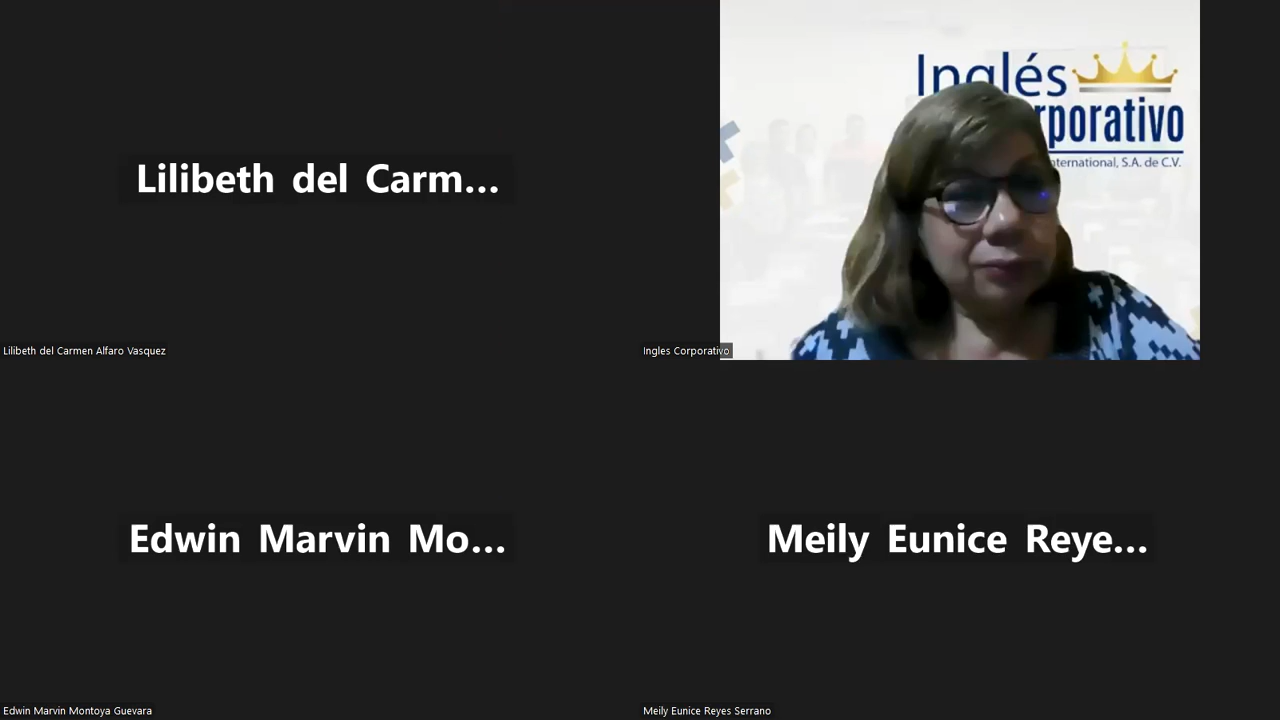 Lilibeth del Carm...
Lilibeth del Carmen Alfaro Vasquez
Inglés
rporativo
nternational, S.A. de C.V.
Ingles Corporativo
Edwin Marvin Mo...
Edwin Marvin Montoya Guevara
Meily Eunice Reye...
Meily Eunice Reyes Serrano